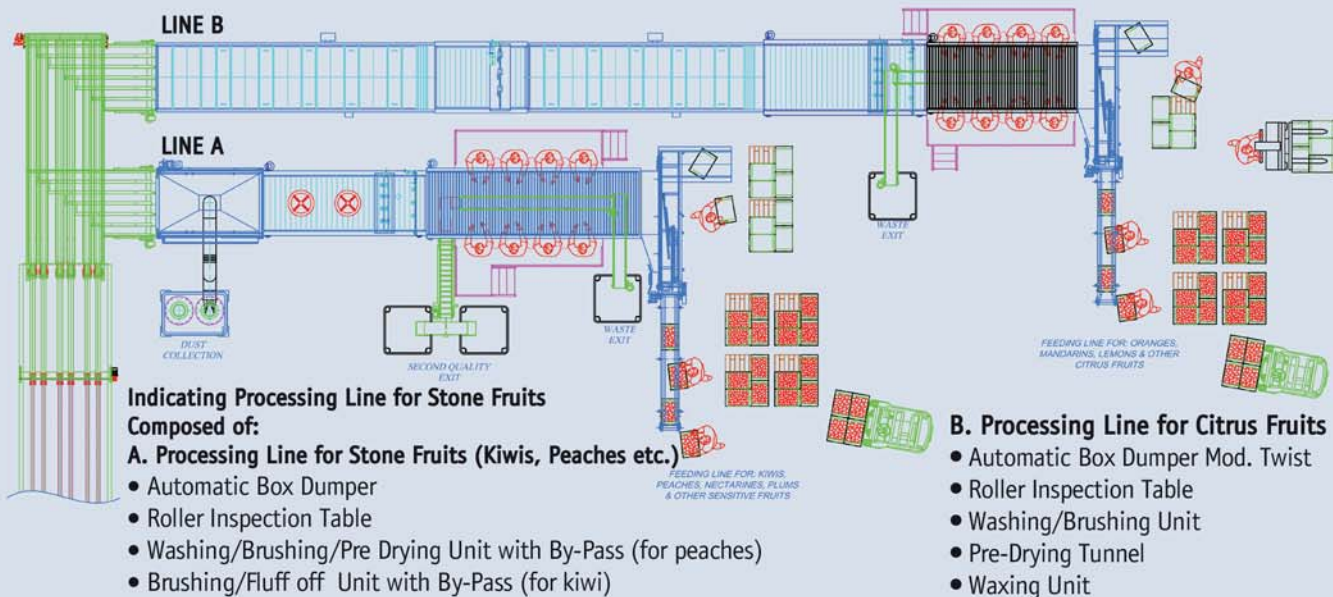 LINE B
LINE A
WASTE
EXIT
DUST
COLLECTION
SECOND QUALITY
EXIT
WASTE
EXIT
FEEDING LINE FOR: ORANGES,
MANDARINS, LEMONS & OTHER
CITRUS FRUITS
Indicating Processing Line for Stone Fruits
Composed of:
A. Processing Line for Stone Fruits (Kiwis, Peaches etc.)
• Automatic Box Dumper
• Roller Inspection Table
• Washing/Brushing/Pre Drying Unit with By-Pass (for peaches)
• Brushing/Fluff off Unit with By-Pass (for kiwi)
FEEDING LINE FOR: KIWIS,
PEACHES, NECTARINES, PLUMS
& OTHER SENSITIVE FRUITS
B. Processing Line for Citrus Fruits
• Automatic Box Dumper Mod. Twist
• Roller Inspection Table
• Washing/Brushing Unit
• Pre-Drying Tunnel
• Waxing Unit